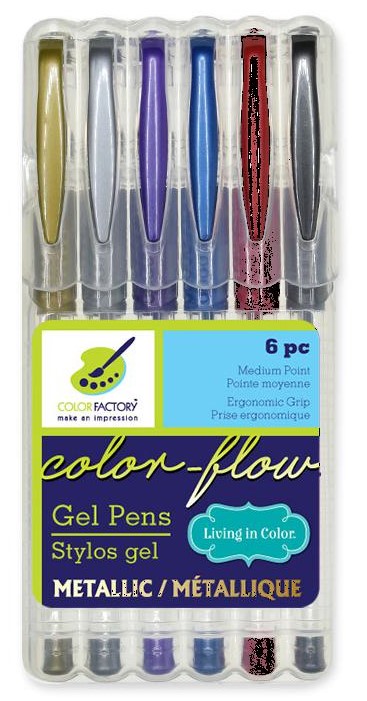 6 pc
Medium Point
Pointe moyenne
Ergonomic Grip
Prise ergonomique
COLOR FACTORY
make an impression
color-flow
Gel Pens
Stylos gel
Living in Color.
METALLIC / MÉTALLIQUE